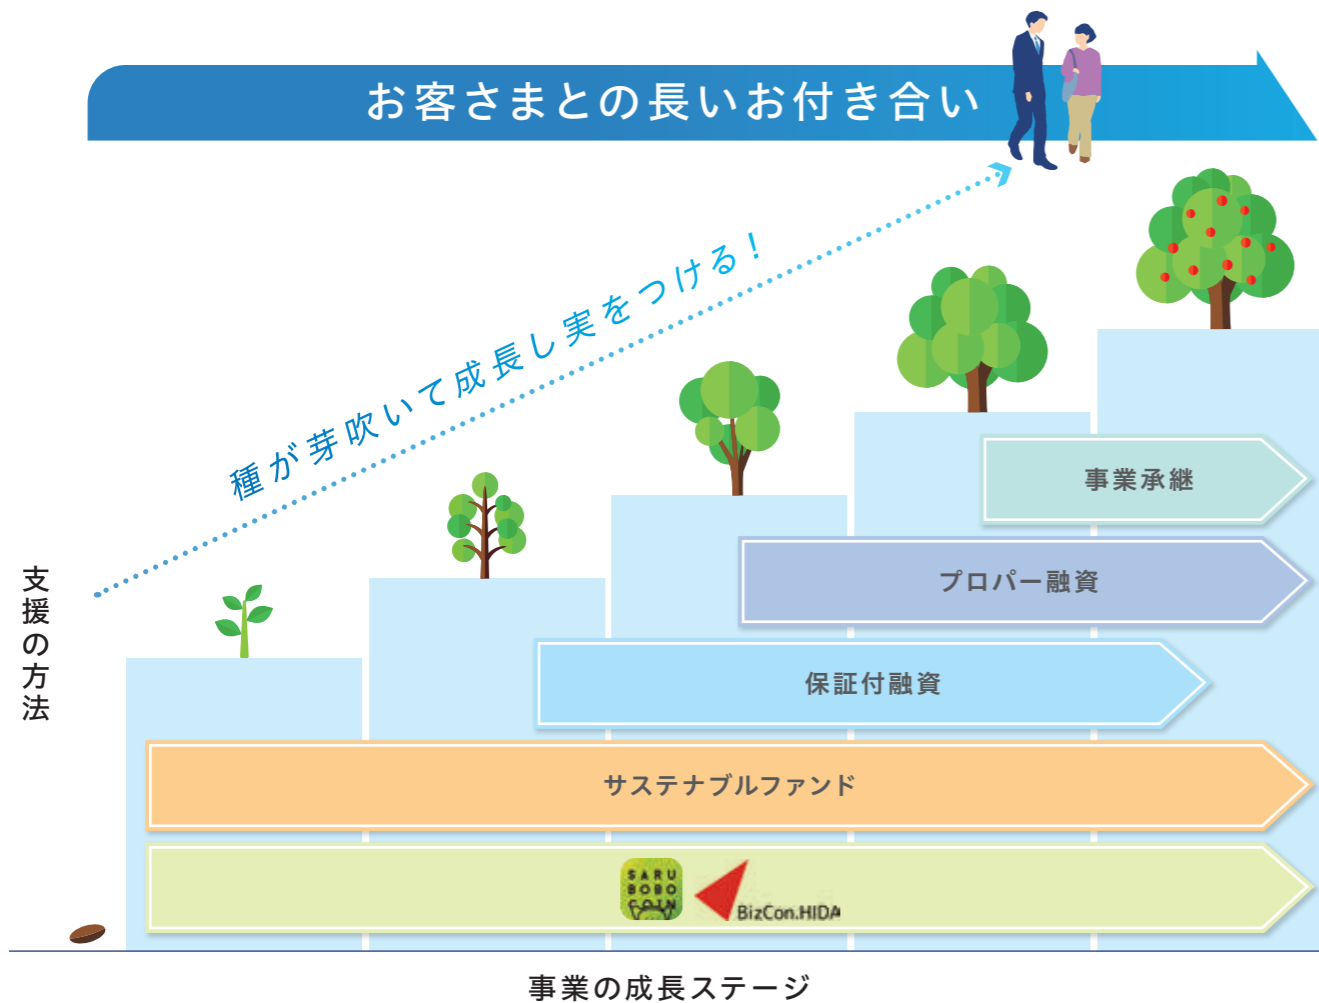 お客さまとの長いお付き合い
種が芽吹いて成長し実をつける!
支援の方法
事業承継
プロパー融資
保証付融資
サステナブルファンド
SARU
BOBO
COIN
BizCon.HIDA
事業の成長ステージ